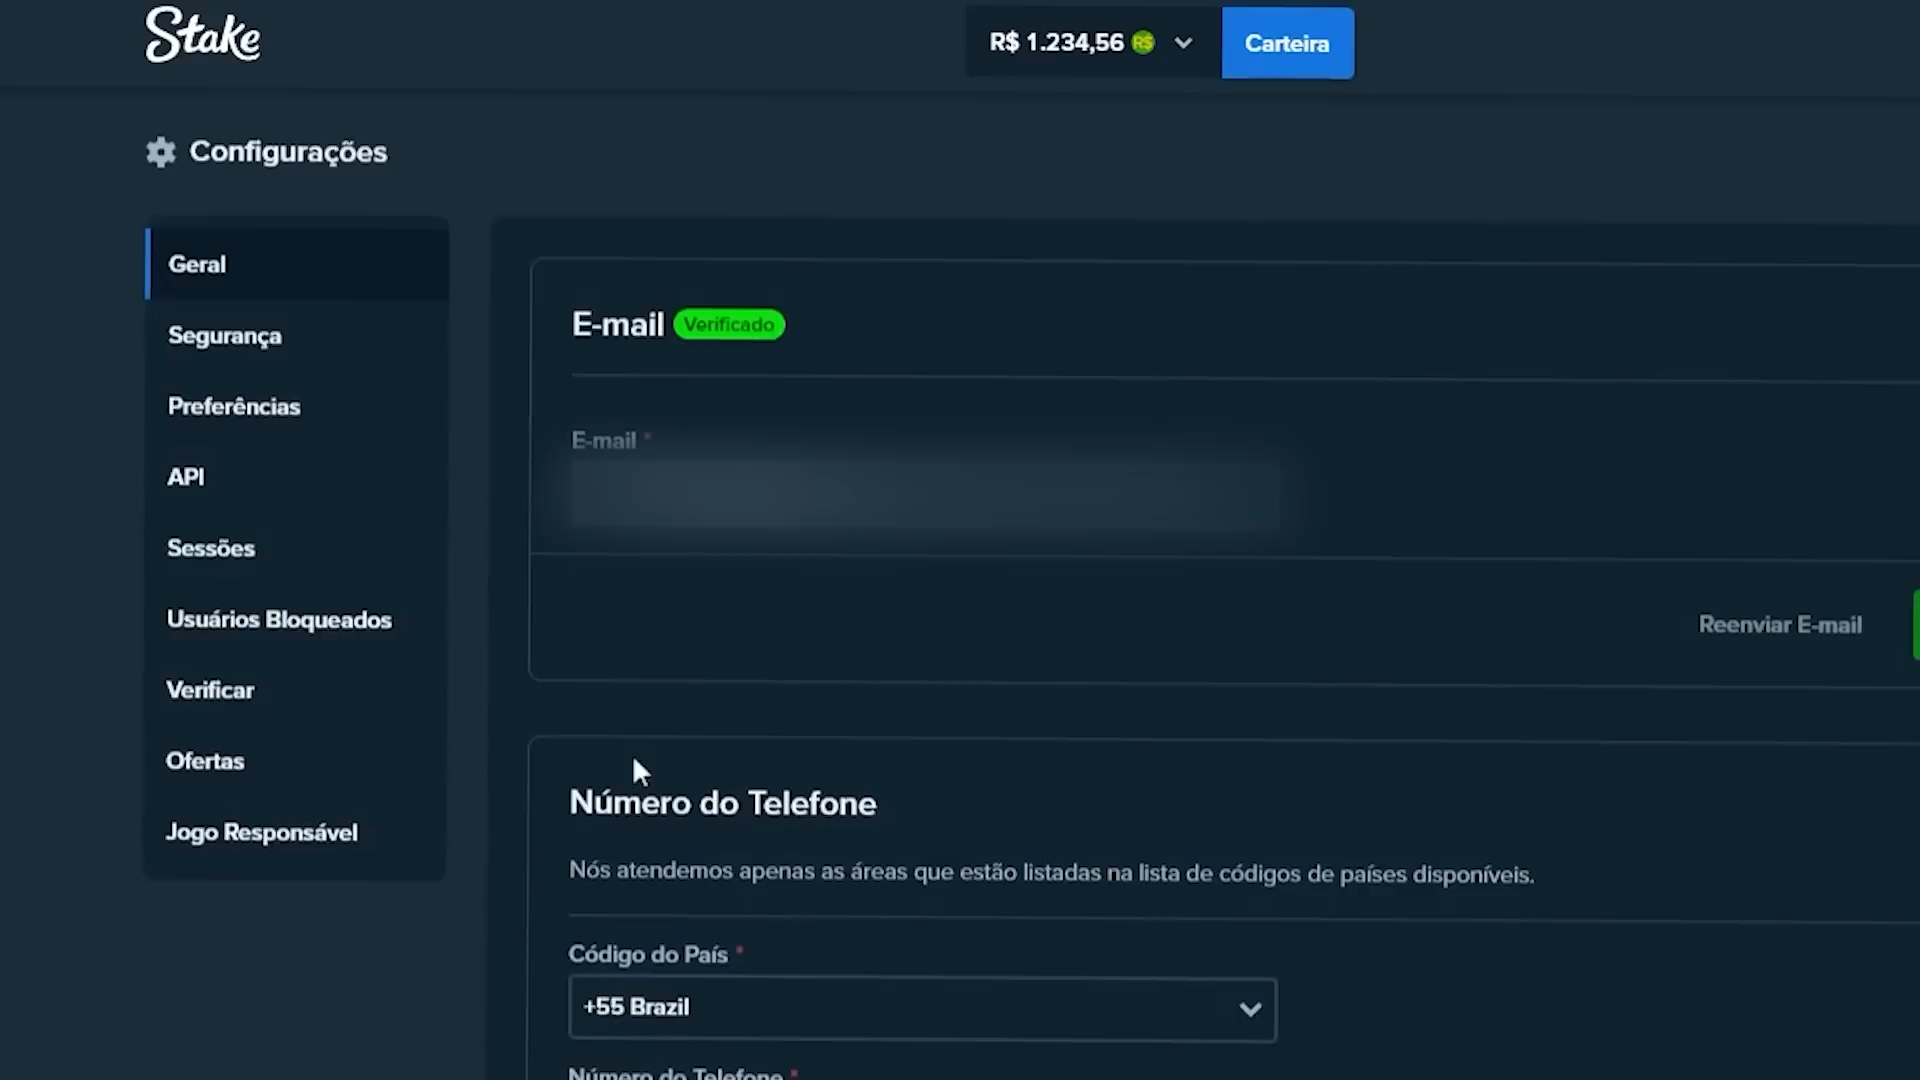 Stake
R$ 1.234,56 R$
Carteira
Configurações
Geral
Segurança
Preferências
API
Sessões
Usuários Bloqueados
Verificar
Ofertas
Jogo Responsável
E-mail Verificado
E-mail *
Reenviar E-mail
Número do Telefone
Nós atendemos apenas as áreas que estão listadas na lista de códigos de países disponíveis.
Código do País *
+55 Brazil
Número do Telefone *